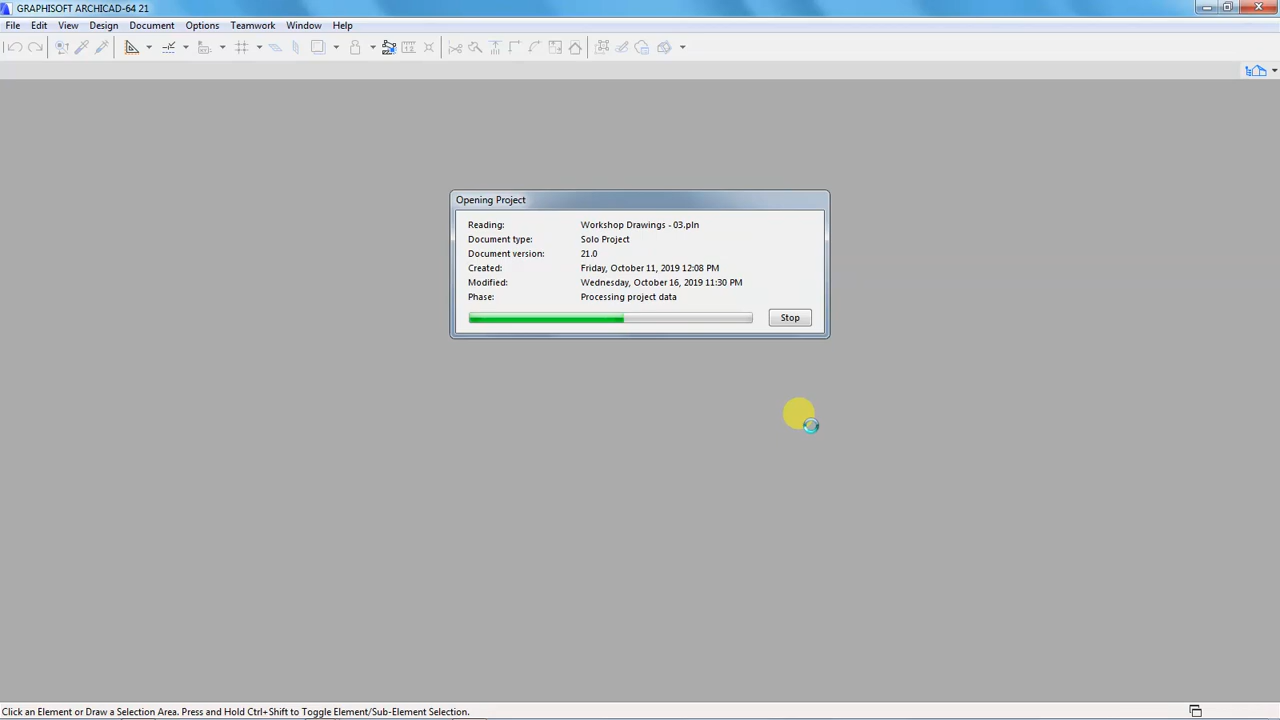 GRAPHISOFT ARCHICAD-64 21
File Edit View Design Document Options Teamwork Window Help
Opening Project
Reading: Workshop Drawings - 03.pln
Document type: Solo Project
Document version: 21.0
Created: Friday, October 11, 2019 12:08 PM
Modified: Wednesday, October 16, 2019 11:30 PM
Phase: Processing project data
Stop
Click an Element or Draw a Selection Area. Press and Hold Ctrl+Shift to Toggle Element/Sub-Element Selection.